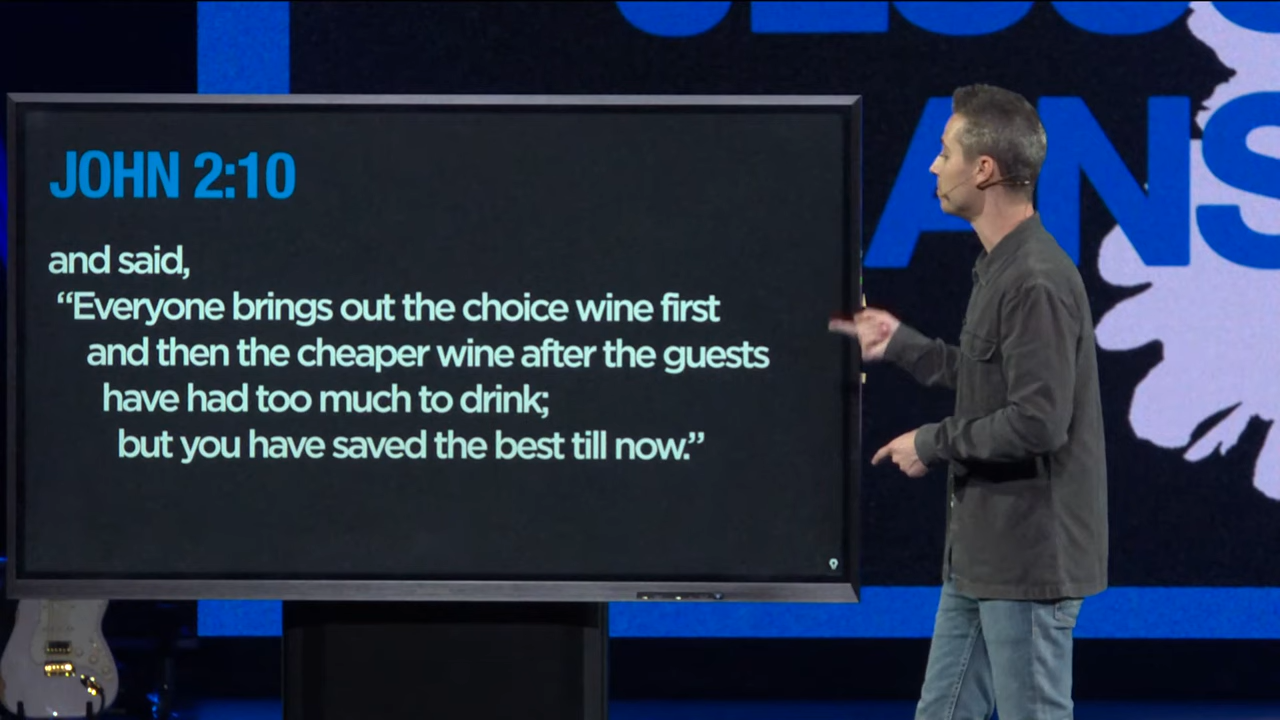 JOHN 2:10
and said,
“Everyone brings out the choice wine first
and then the cheaper wine after the guests
have had too much to drink;
but you have saved the best till now.”
ANS